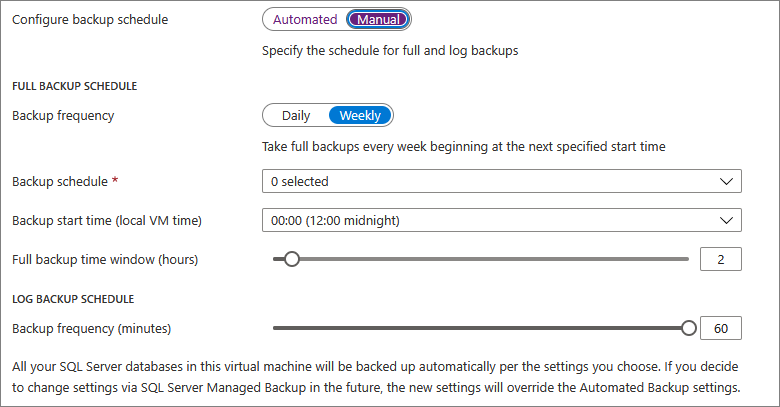 Configure backup schedule Automated Manual
Specify the schedule for full and log backups
FULL BACKUP SCHEDULE
Backup frequency Daily Weekly
Take full backups every week beginning at the next specified start time
Backup schedule * 0 selected
Backup start time (local VM time) 00:00 (12:00 midnight)
Full backup time window (hours) 2
LOG BACKUP SCHEDULE
Backup frequency (minutes) 60
All your SQL Server databases in this virtual machine will be backed up automatically per the settings you choose. If you decide
to change settings via SQL Server Managed Backup in the future, the new settings will override the Automated Backup settings.